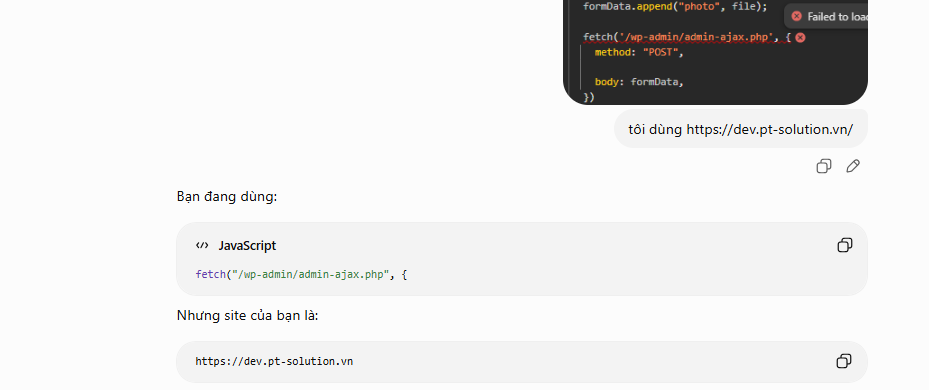 formData.append("photo", file);
Failed to load
fetch('/wp-admin/admin-ajax.php', {
method: "POST",
body: formData,
})
tôi dùng https://dev.pt-solution.vn/
Bạn đang dùng:
</> JavaScript
fetch("/wp-admin/admin-ajax.php", {
Nhưng site của bạn là:
https://dev.pt-solution.vn